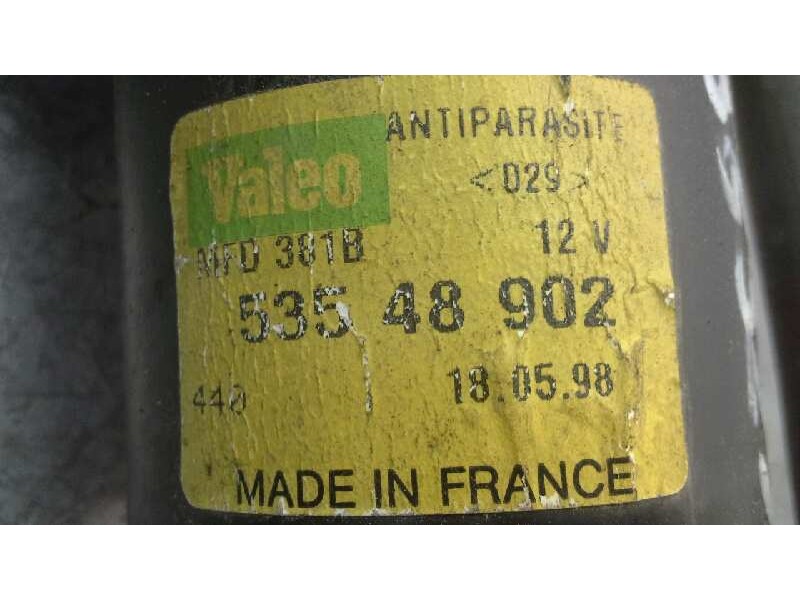 Valeo
ANTIPARASITE
<029>
MFD 381B 12 V
535 48 902
440 18.05.98
MADE IN FRANCE